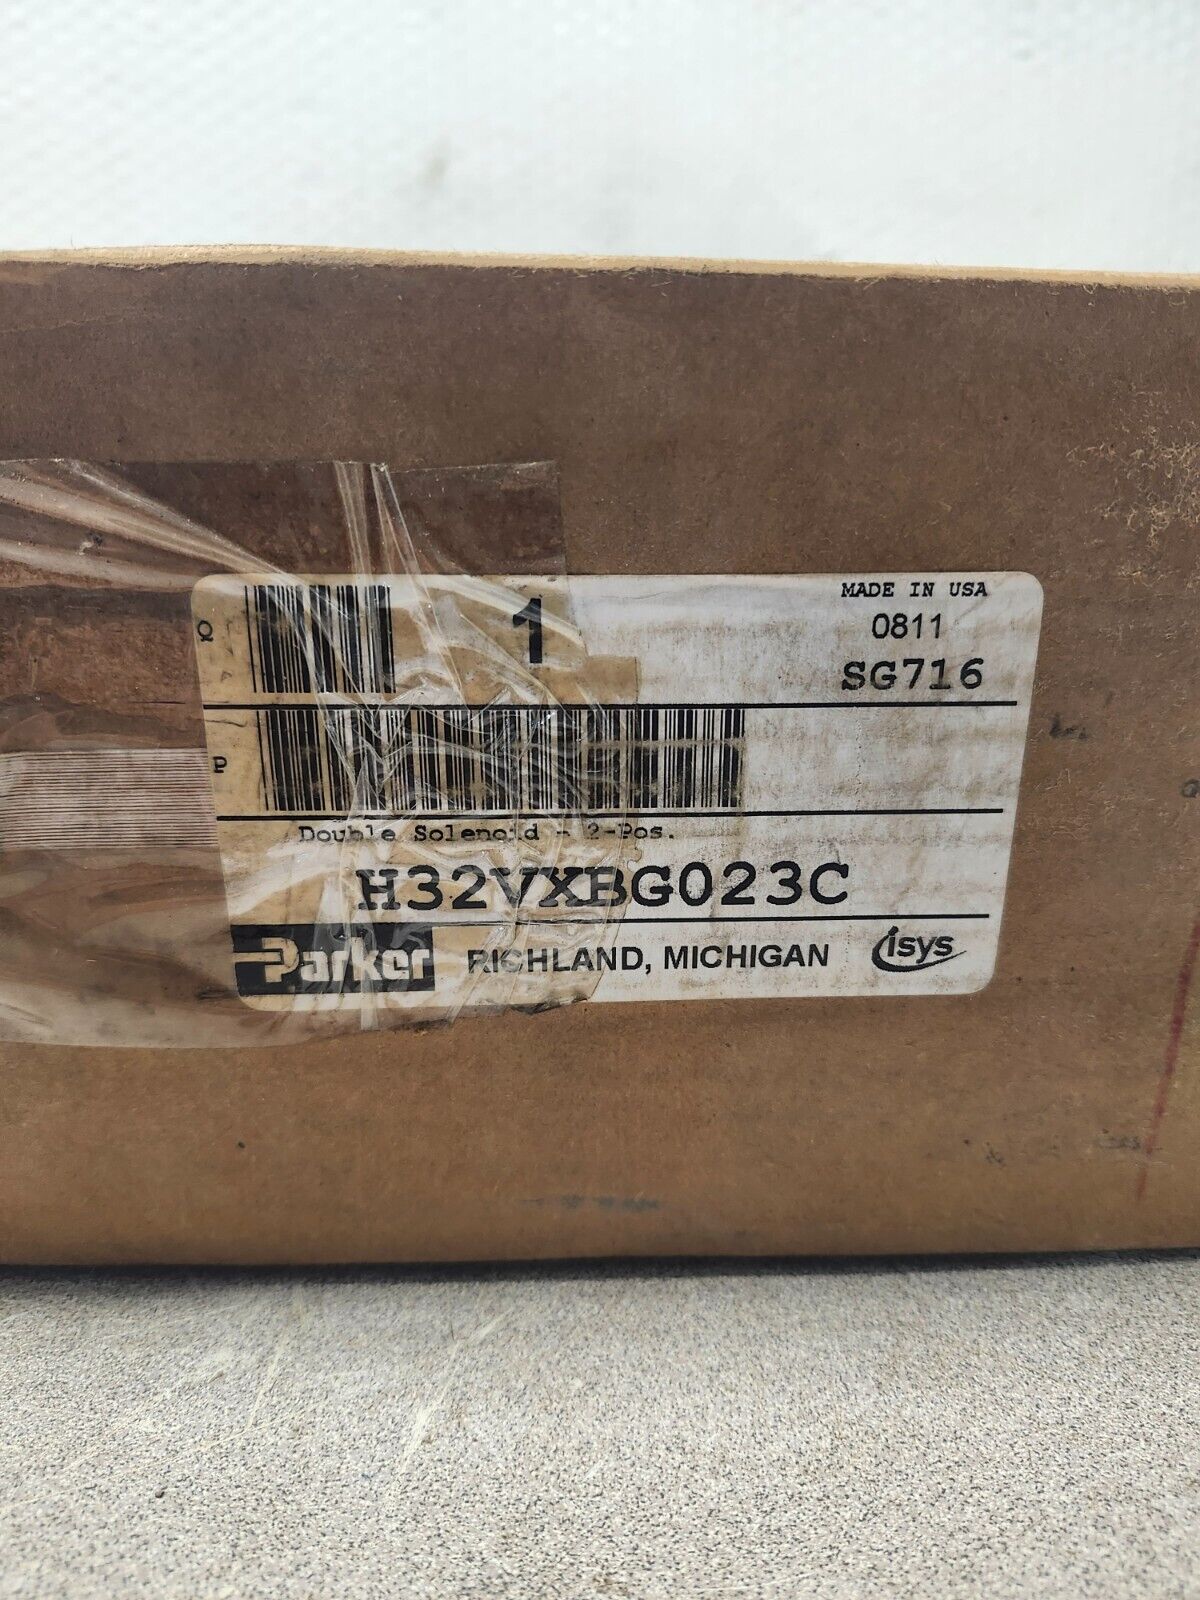 Q 1 MADE IN USA
0811
SG716
P
Double Solenoid - 2-Pos.
H32VXBG023C
Parker RICHLAND, MICHIGAN isys